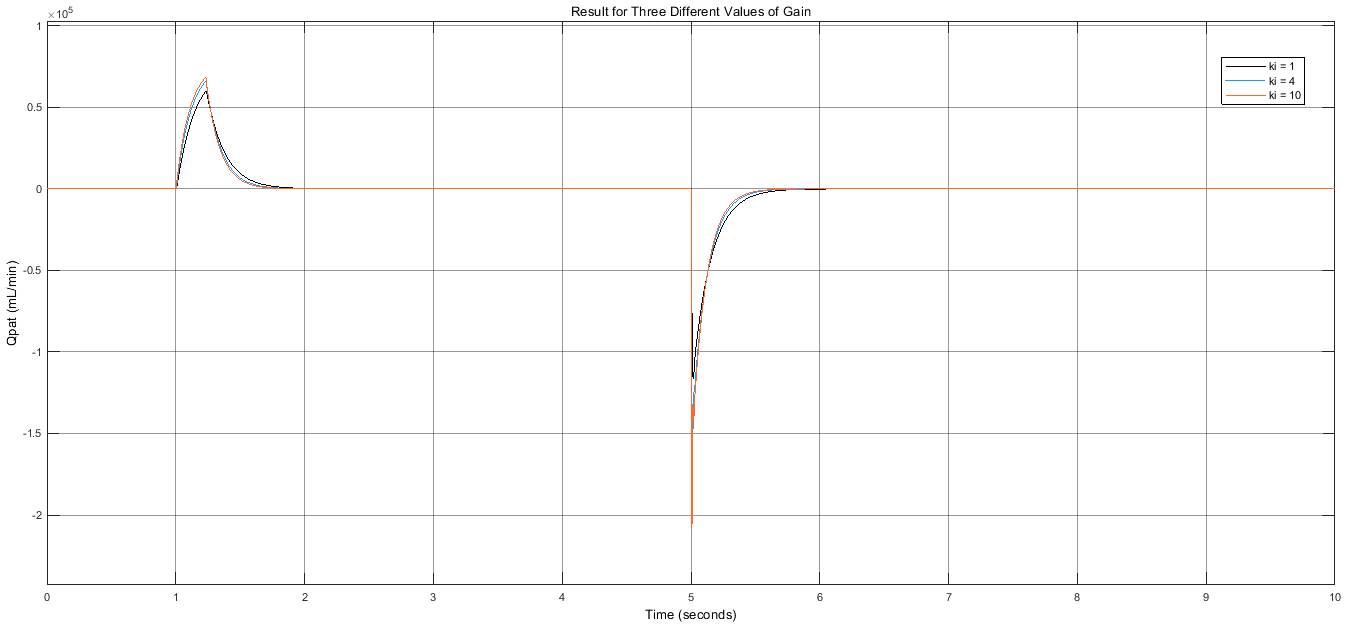 Result for Three Different Values of Gain
×10⁵
1
0.5
0
-0.5
-1
-1.5
-2
Qpat (mL/min)
ki = 1
ki = 4
ki = 10
0 1 2 3 4 5 6 7 8 9 10
Time (seconds)